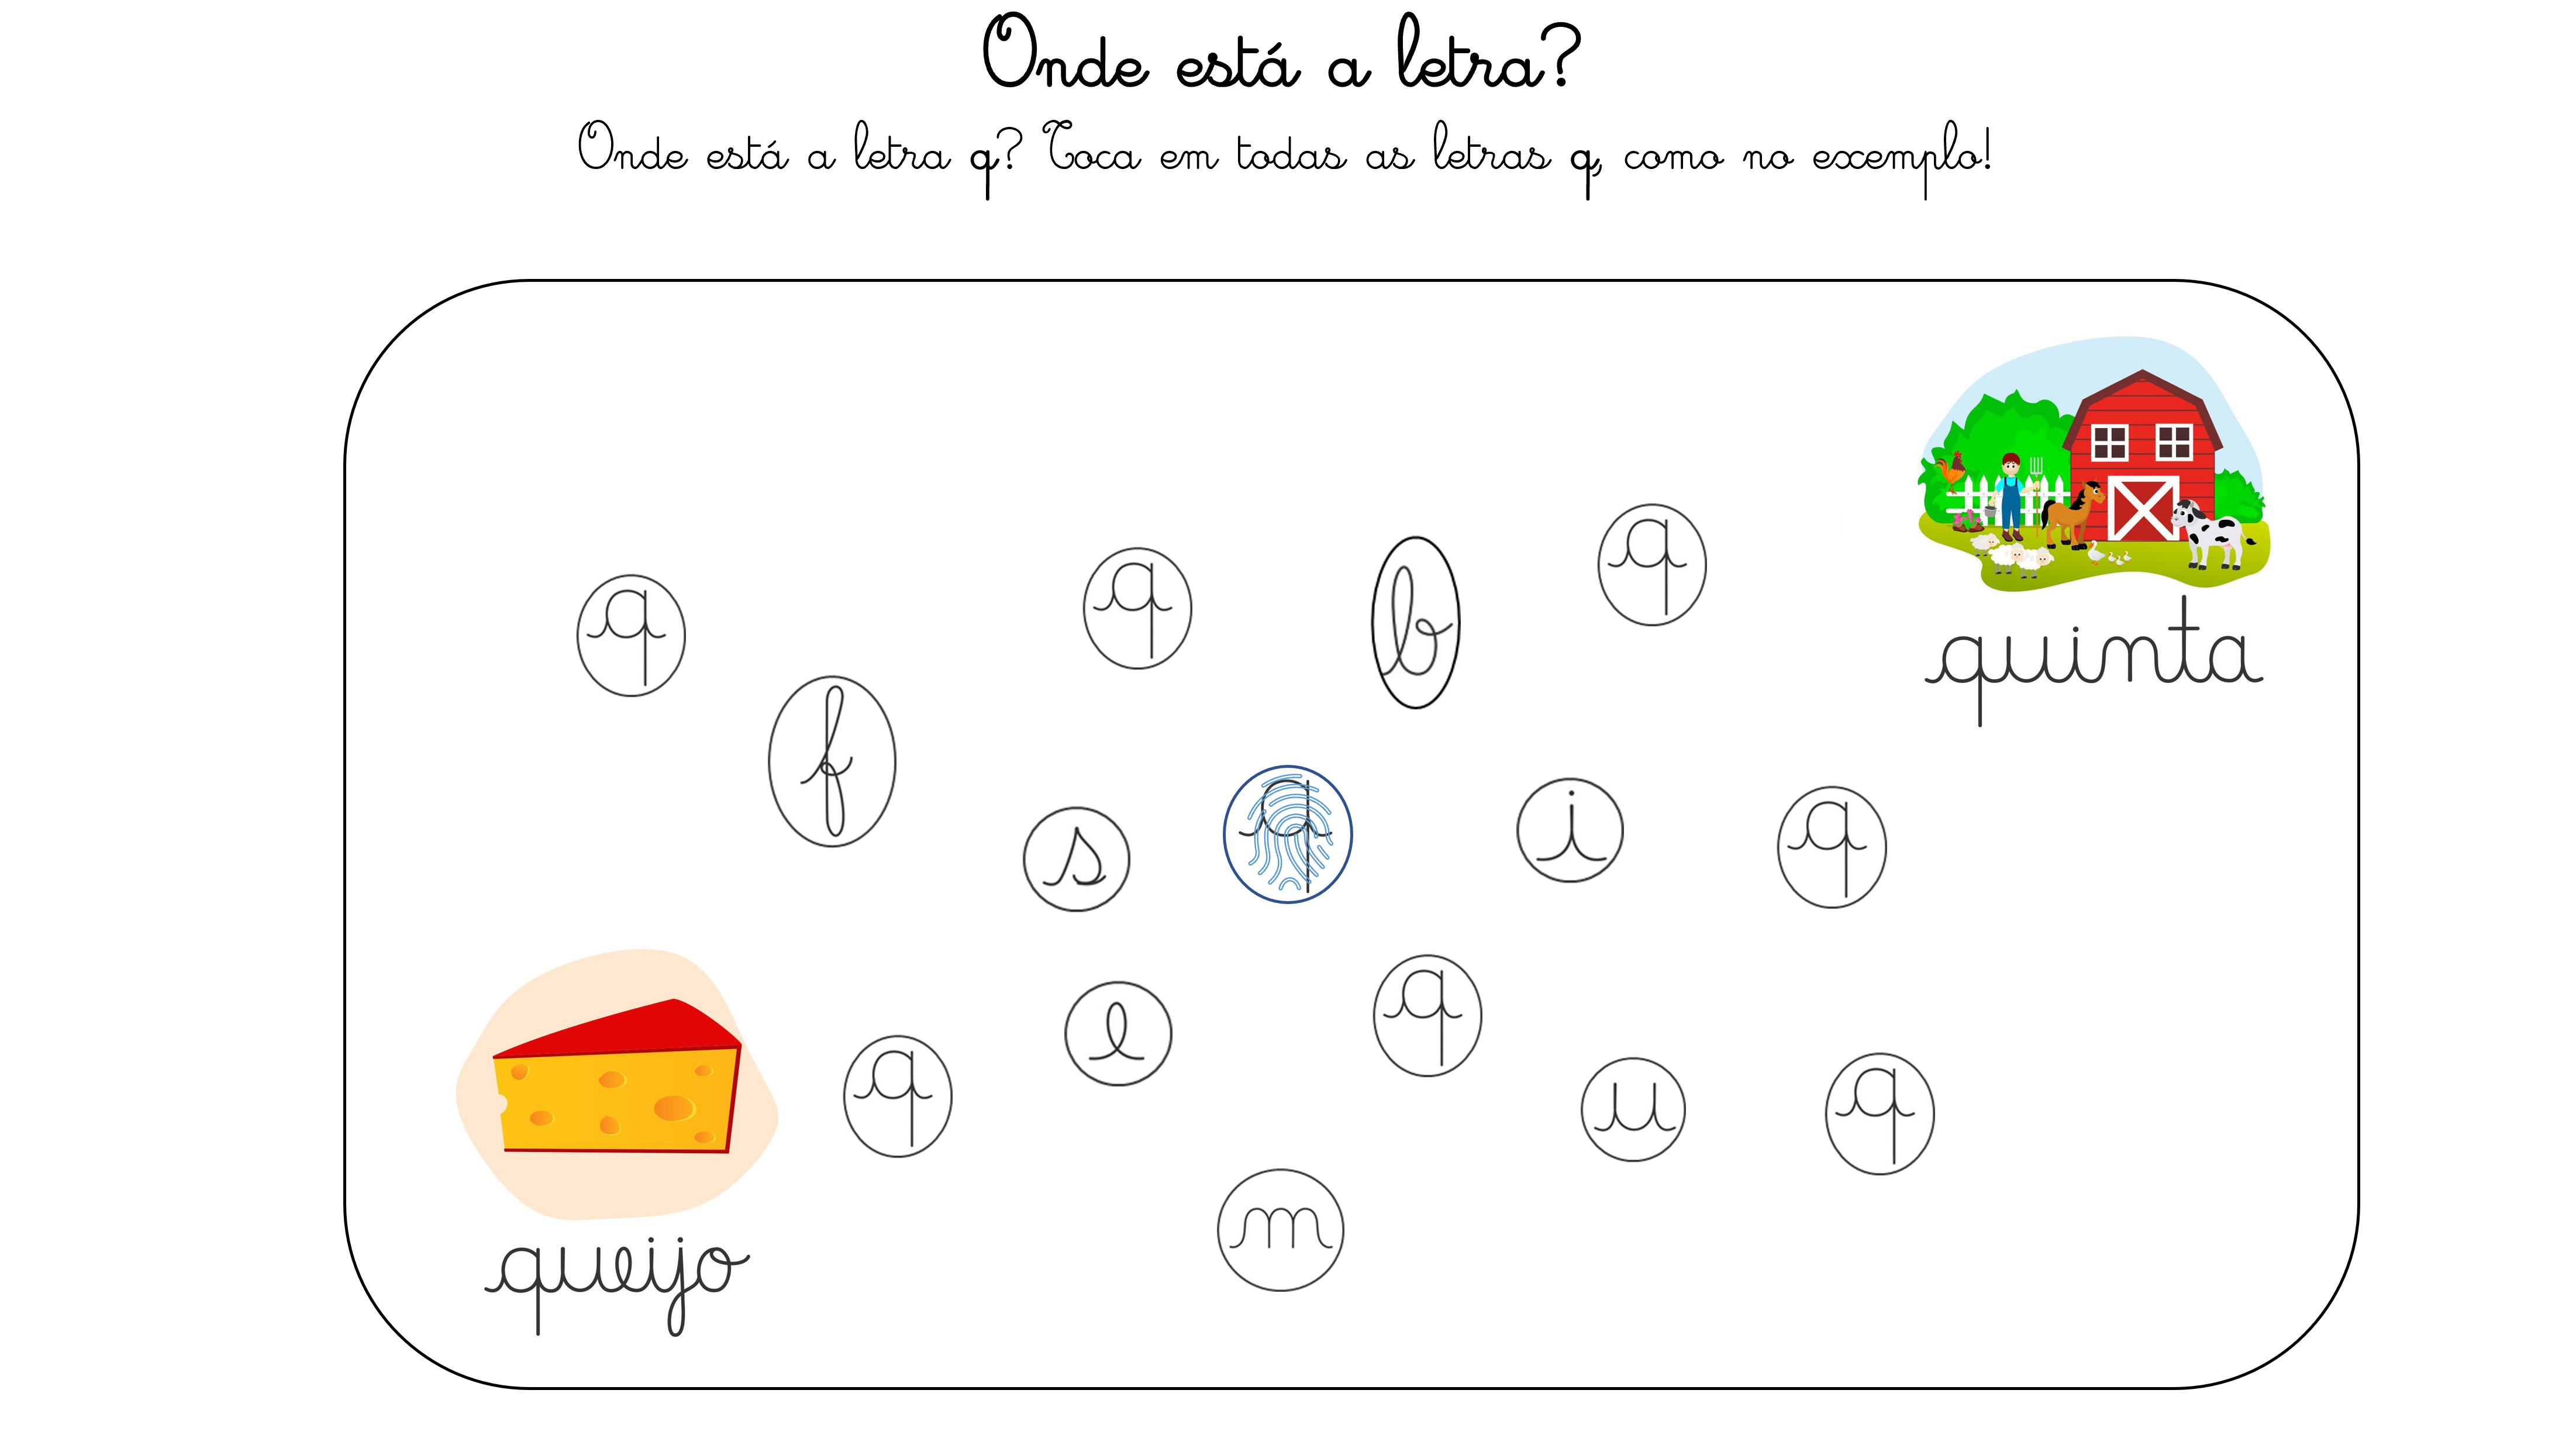 Onde está a letra?
Onde está a letra q? Toca em todas as letras q, como no exemplo!
q
q
b
q
quinta
f
s
q
i
q
e
q
q
u
q
m
queijo